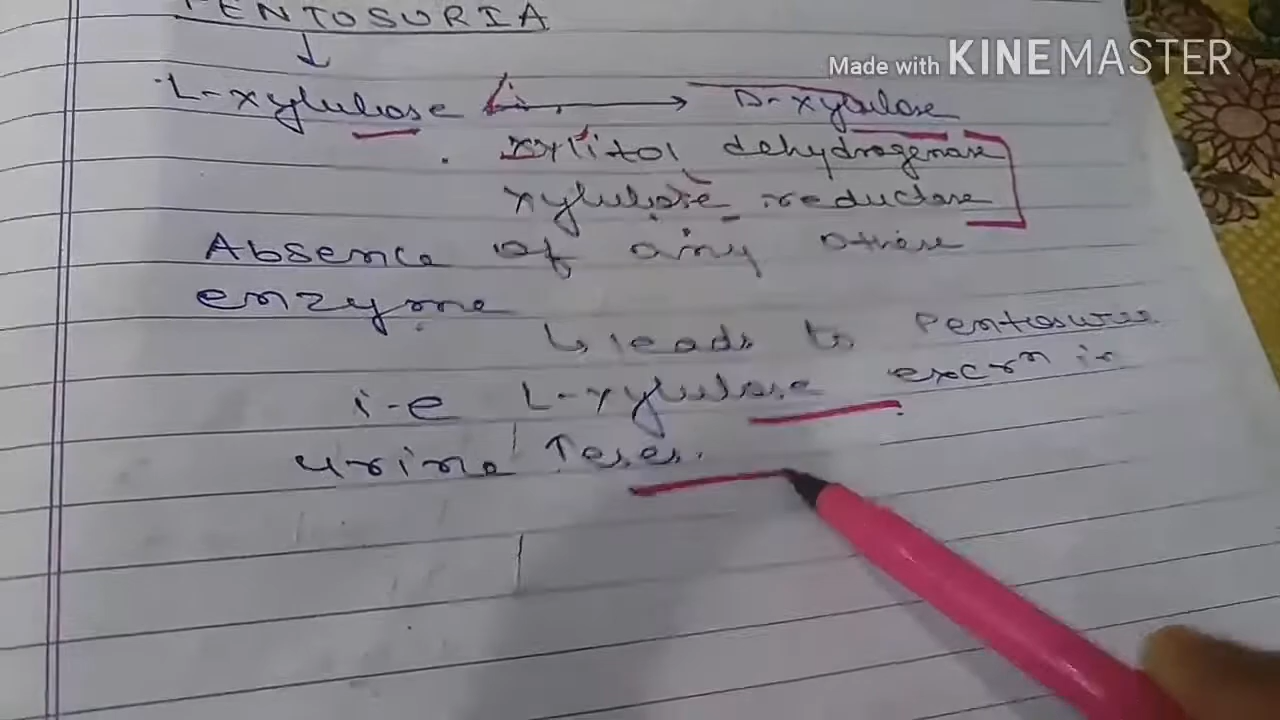 PENTOSURIA
L-xylulose → D-xylulose
xylitol dehydrogenase
xylulose reductase
Absence of any
enzyme
↳ leads to Pentosuria
i-e L-xylulose excrn in
urine
Made with KINEMASTER